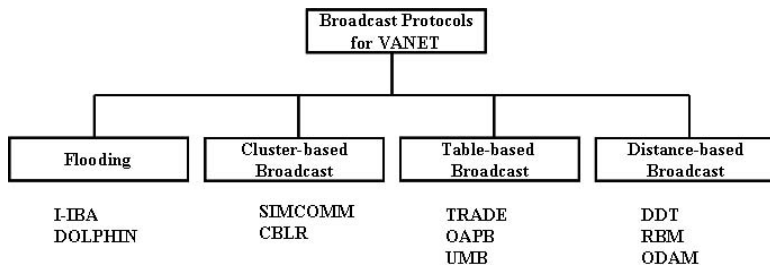 Broadcast Protocols
for VANET
Flooding
Cluster-based
Broadcast
Table-based
Broadcast
Distance-based
Broadcast
I-IBA
DOLPHIN
SIMCOMM
CBLR
TRADE
OAPB
UMB
DDT
RBM
ODAM